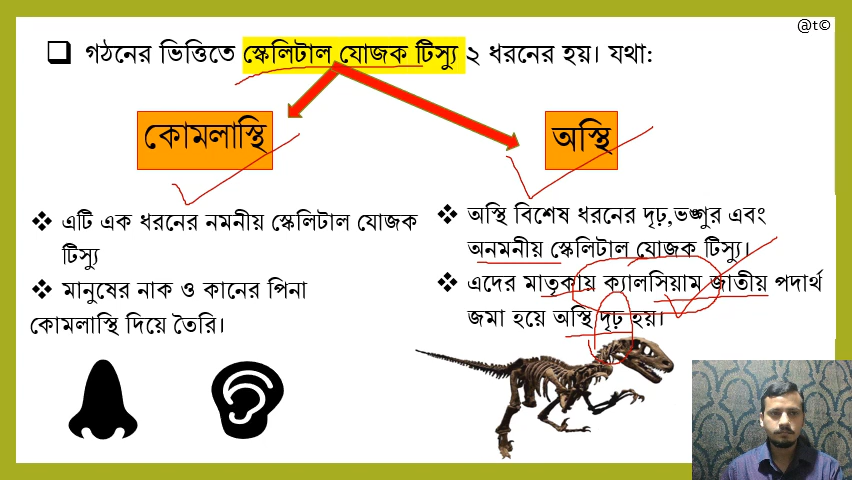 @t©
গঠনের ভিত্তিতে স্কেলিটাল যোজক টিস্যু ২ ধরনের হয়। যথা:
কোমলাস্থি
অস্থি
এটি এক ধরনের নমনীয় স্কেলিটাল যোজক
টিস্যু
মানুষের নাক ও কানের পিনা
কোমলাস্থি দিয়ে তৈরি।
অস্থি বিশেষ ধরনের দৃঢ়,ভঙ্গুর এবং
অনমনীয় স্কেলিটাল যোজক টিস্যু।
এদের মাতৃকায় ক্যালসিয়াম জাতীয় পদার্থ
জমা হয়ে অস্থি দৃঢ় হয়।